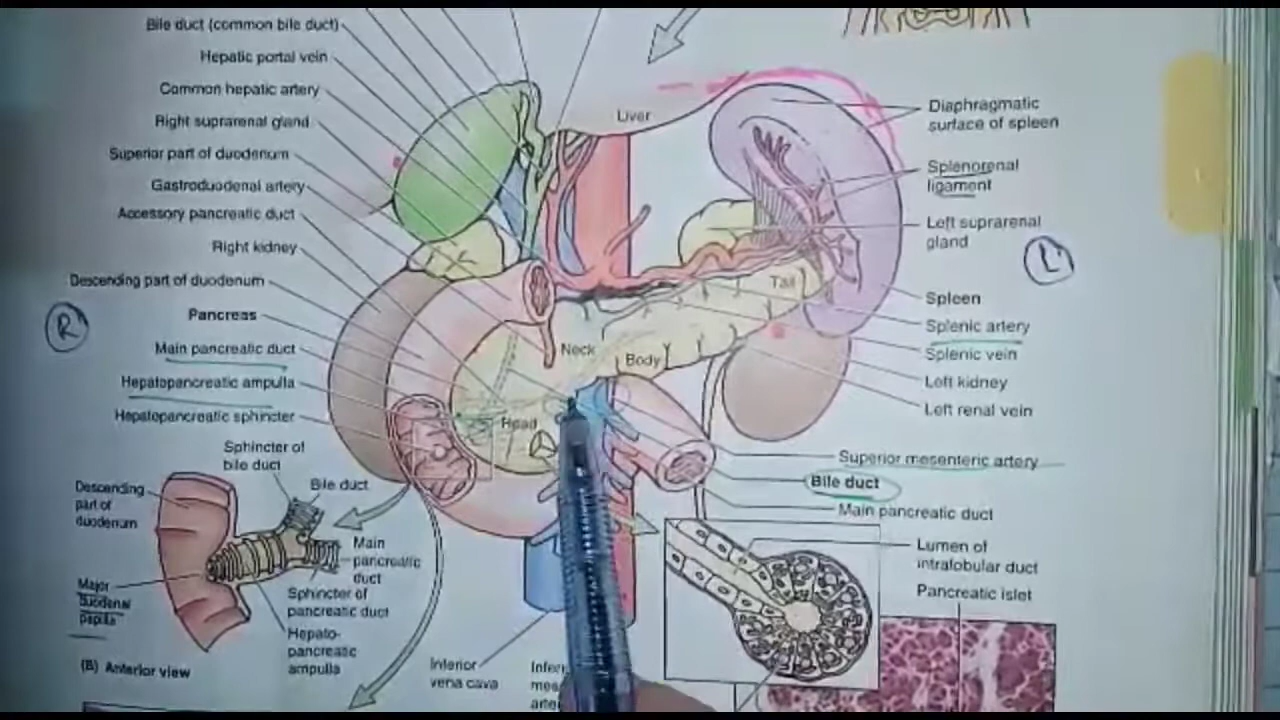 Bile duct (common bile duct)
Hepatic portal vein
Common hepatic artery
Right suprarenal gland
Superior part of duodenum
Gastroduodenal artery
Accessory pancreatic duct
Right kidney
Descending part of duodenum
Pancreas
Main pancreatic duct
Hepatopancreatic ampulla
Hepatopancreatic sphincter
R
Liver
Tail
Neck
Body
Head
Diaphragmatic
surface of spleen
Splenorenal
ligament
Left suprarenal
gland
L
Spleen
Splenic artery
Splenic vein
Left kidney
Left renal vein
Superior mesenteric artery
Bile duct
Main pancreatic duct
Lumen of
intralobular duct
Pancreatic islet
Sphincter of
bile duct
Bile duct
Descending
part of
duodenum
Main
pancreatic
duct
Sphincter of
pancreatic duct
Major
duodenal
papilla
Hepato-
pancreatic
ampulla
(B) Anterior view
Inferior
vena cava